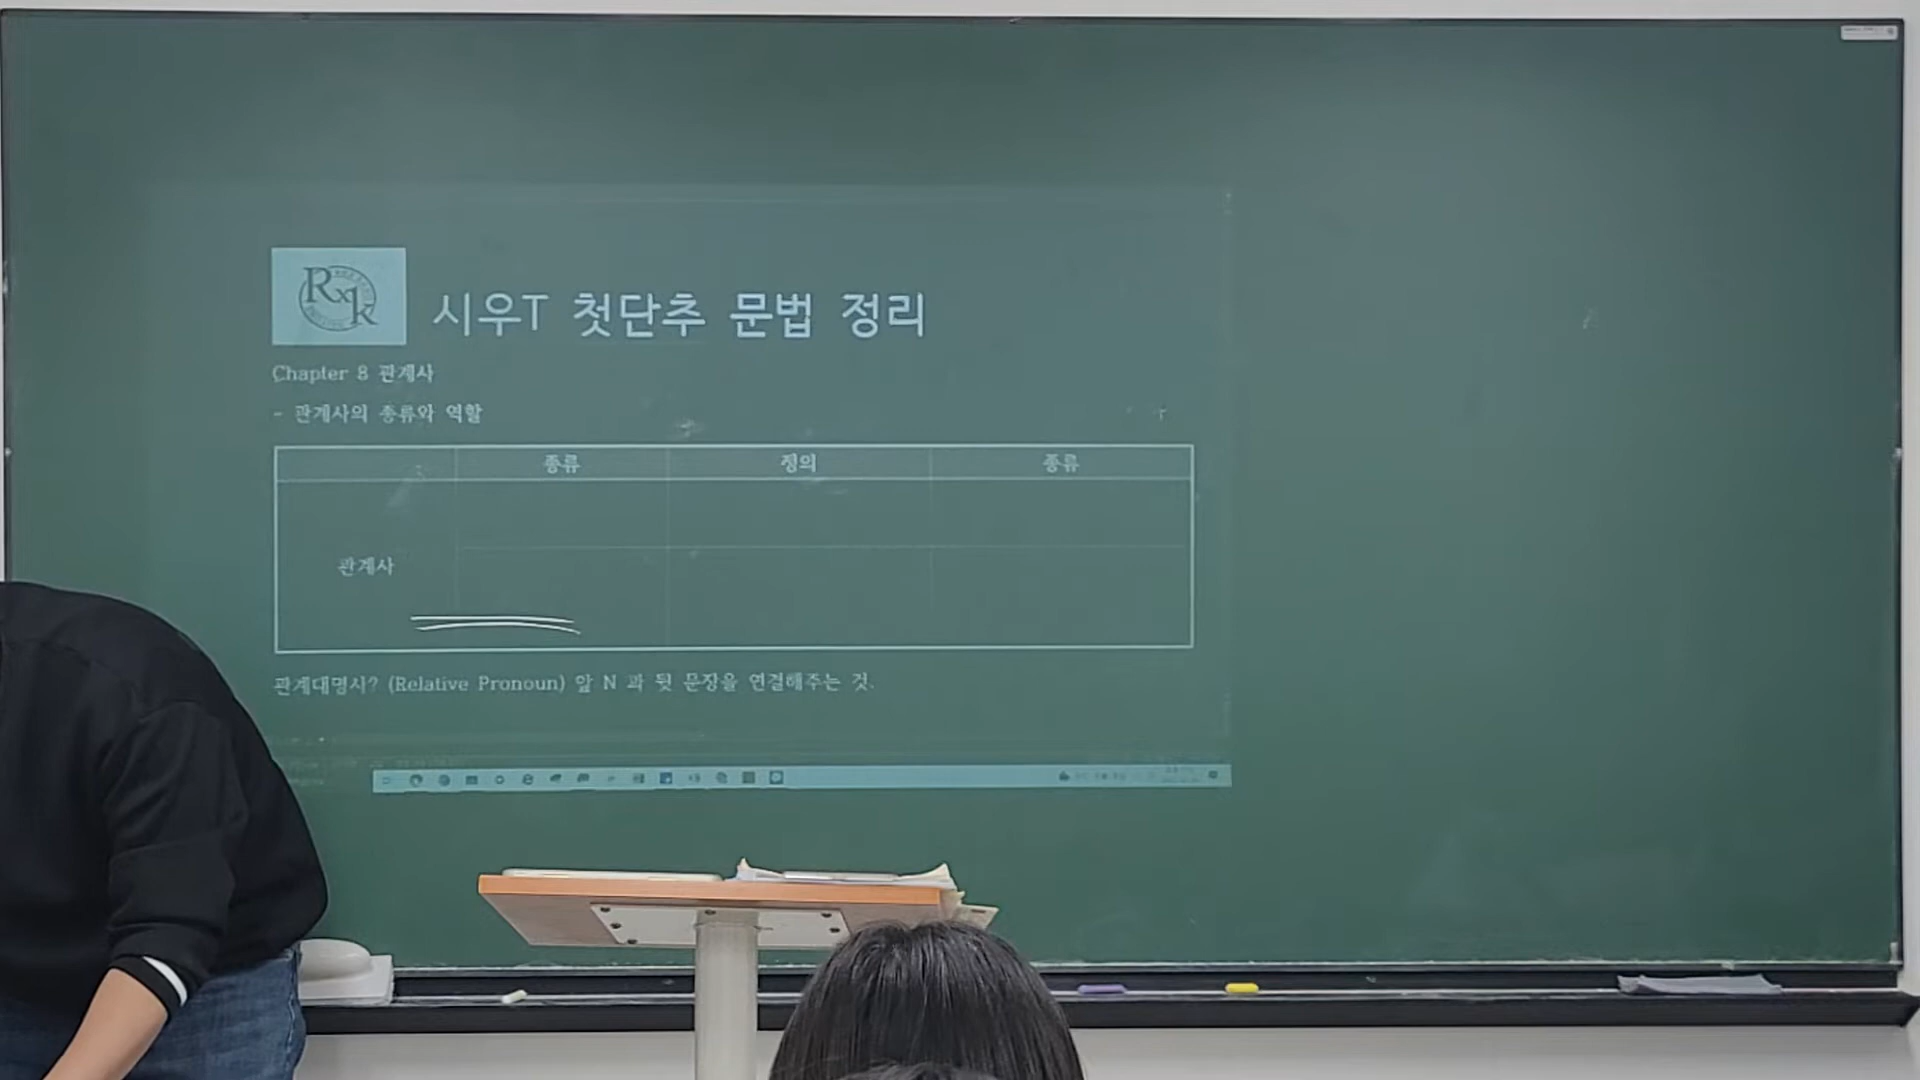 Rxk
시우T 첫단추 문법 정리
Chapter 8 관계사
- 관계사의 종류와 역할
종류 정의 종류
관계사
관계대명사? (Relative Pronoun) 앞 N 과 뒷 문장을 연결해주는 것.